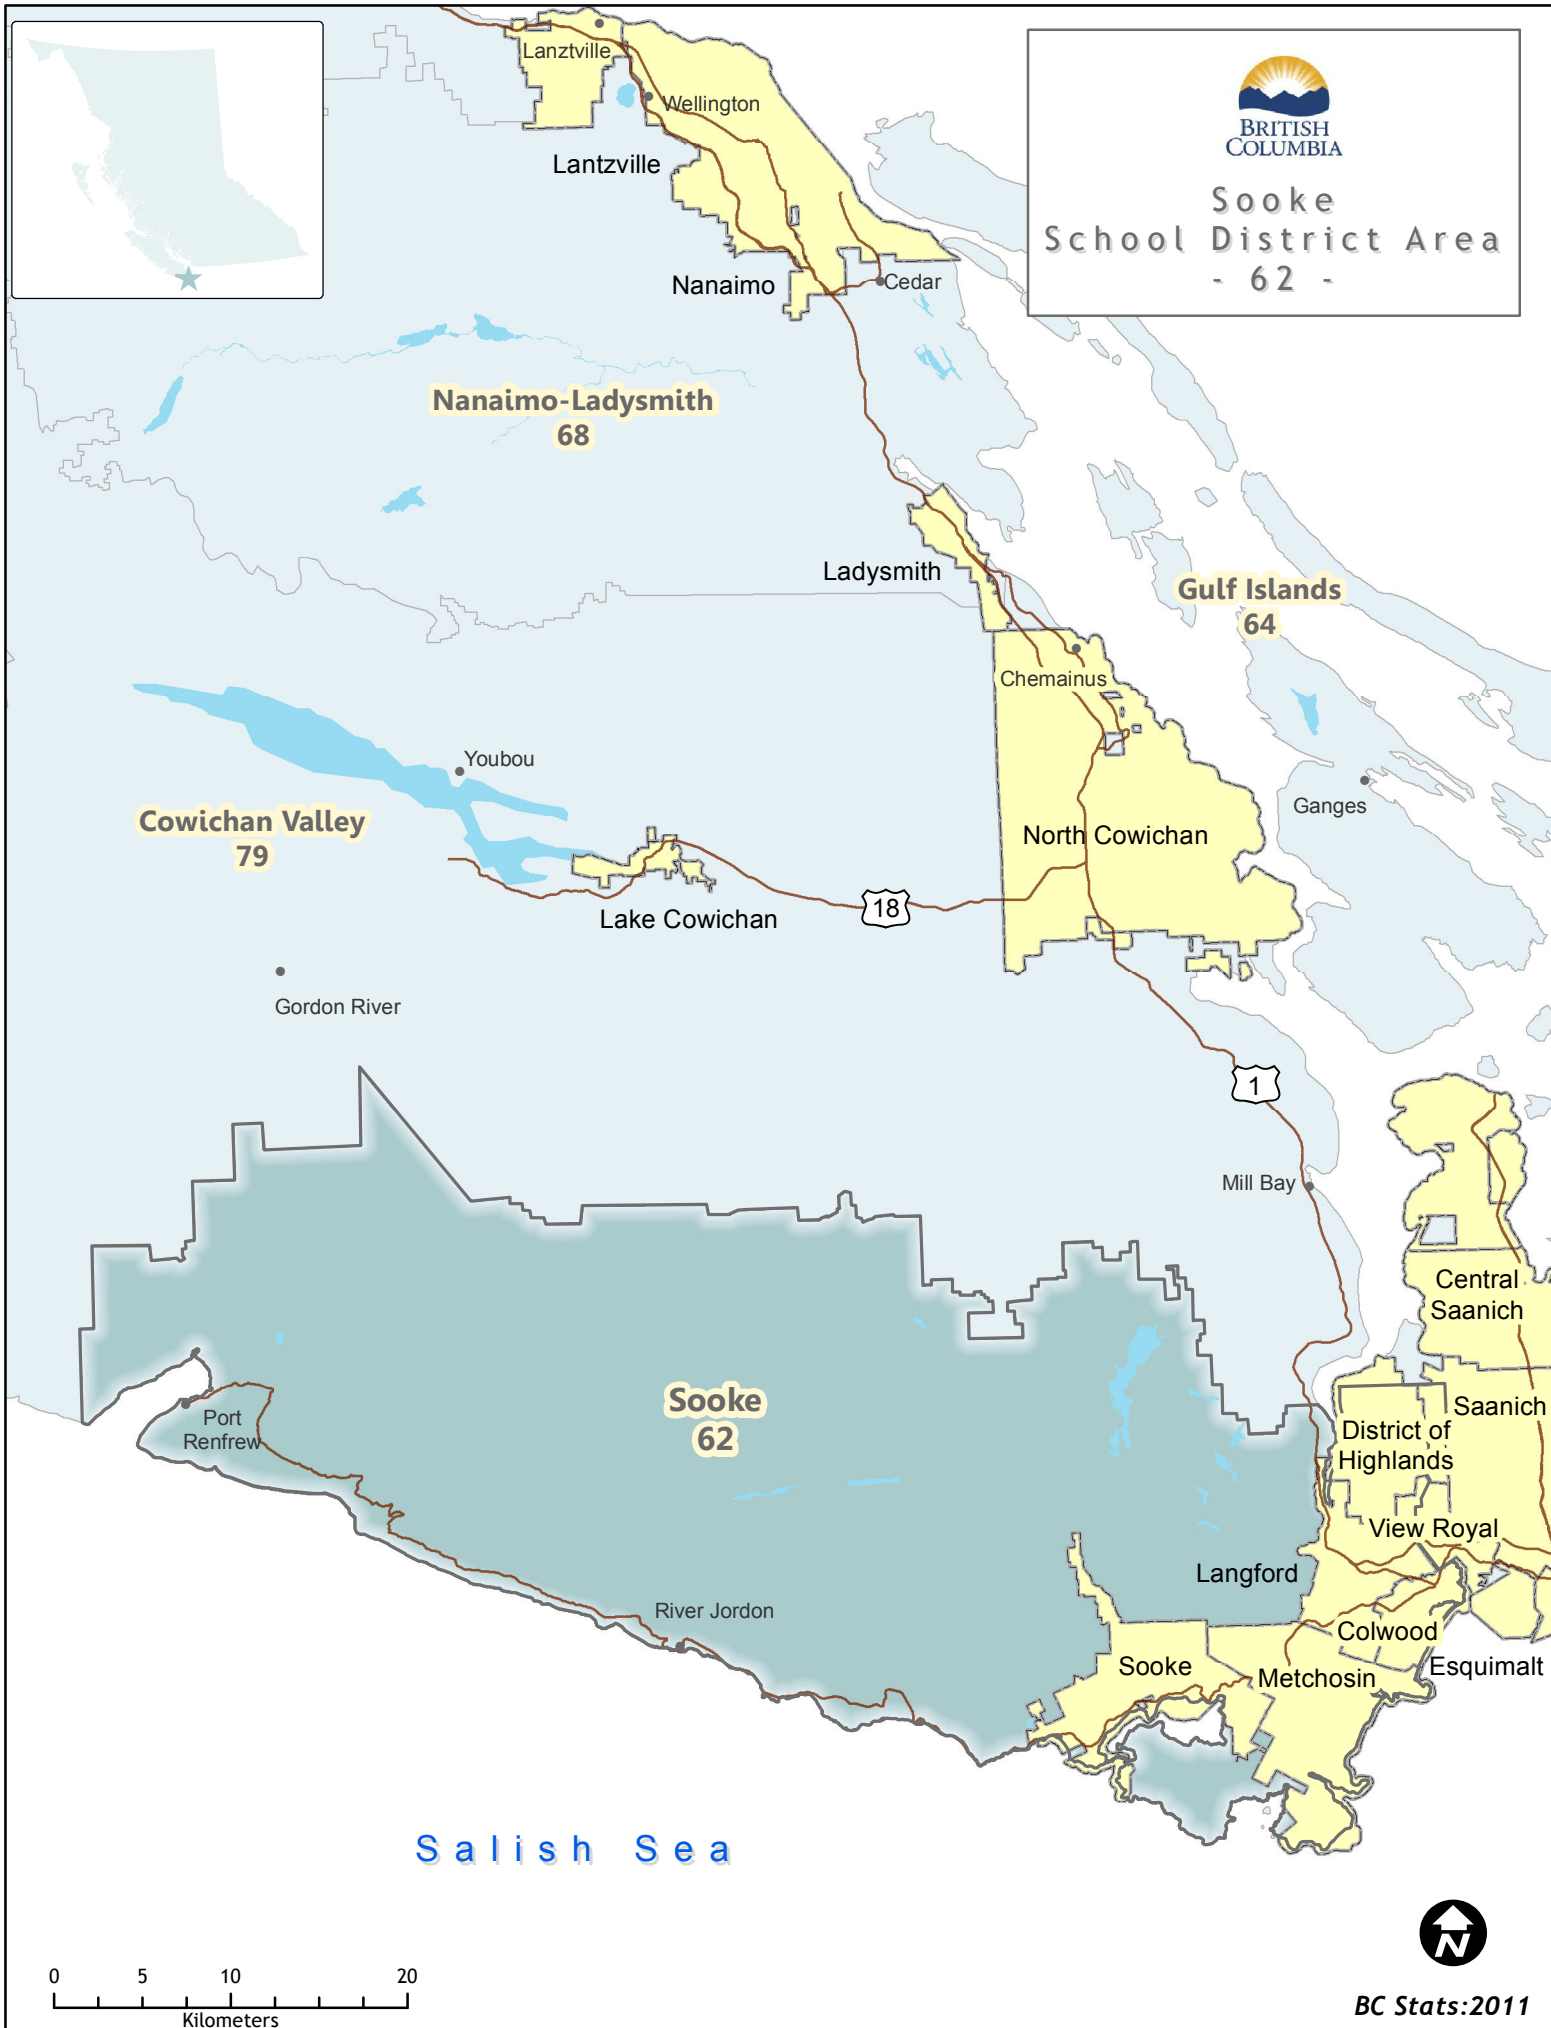 BRITISH
COLUMBIA
Sooke
School District Area
- 62 -
Lanztville
Wellington
Lantzville
Nanaimo
Cedar
Nanaimo-Ladysmith
68
Ladysmith
Gulf Islands
64
Chemainus
Youbou
Ganges
Cowichan Valley
79
North Cowichan
18
Lake Cowichan
Gordon River
1
Mill Bay
Central
Saanich
Sooke
62
Saanich
Port
Renfrew
District of
Highlands
View Royal
Langford
River Jordon
Colwood
Sooke
Metchosin
Esquimalt
Salish Sea
N
0 5 10 20
Kilometers
BC Stats:2011